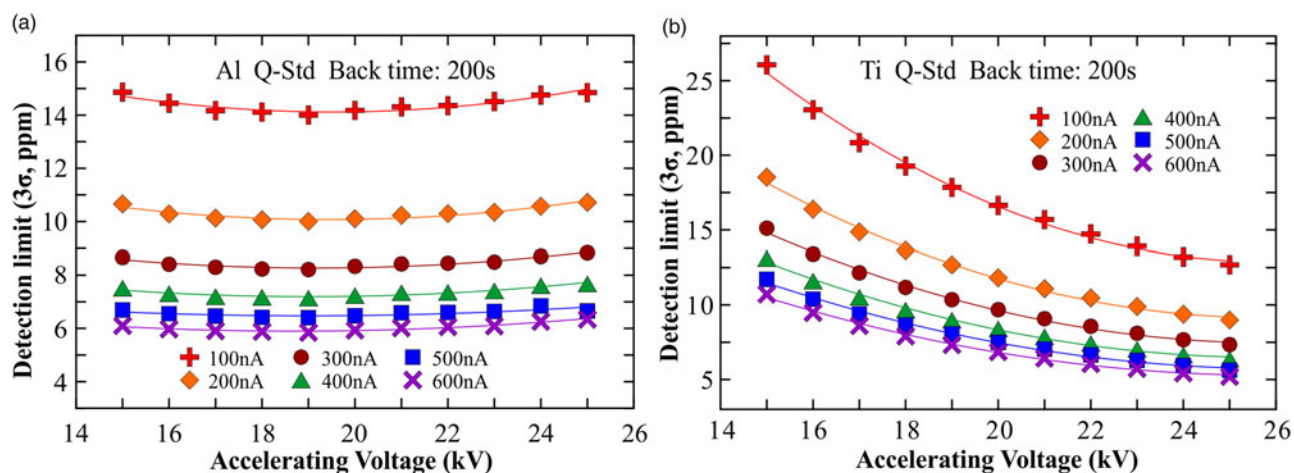 (a)
Al Q-Std Back time: 200s
Detection limit (3σ, ppm)
16
14
12
10
8
6
4
100nA 300nA 500nA
200nA 400nA 600nA
14 16 18 20 22 24 26
Accelerating Voltage (kV)
(b)
Ti Q-Std Back time: 200s
Detection limit (3σ, ppm)
25
20
15
10
5
100nA 400nA
200nA 500nA
300nA 600nA
14 16 18 20 22 24 26
Accelerating Voltage (kV)